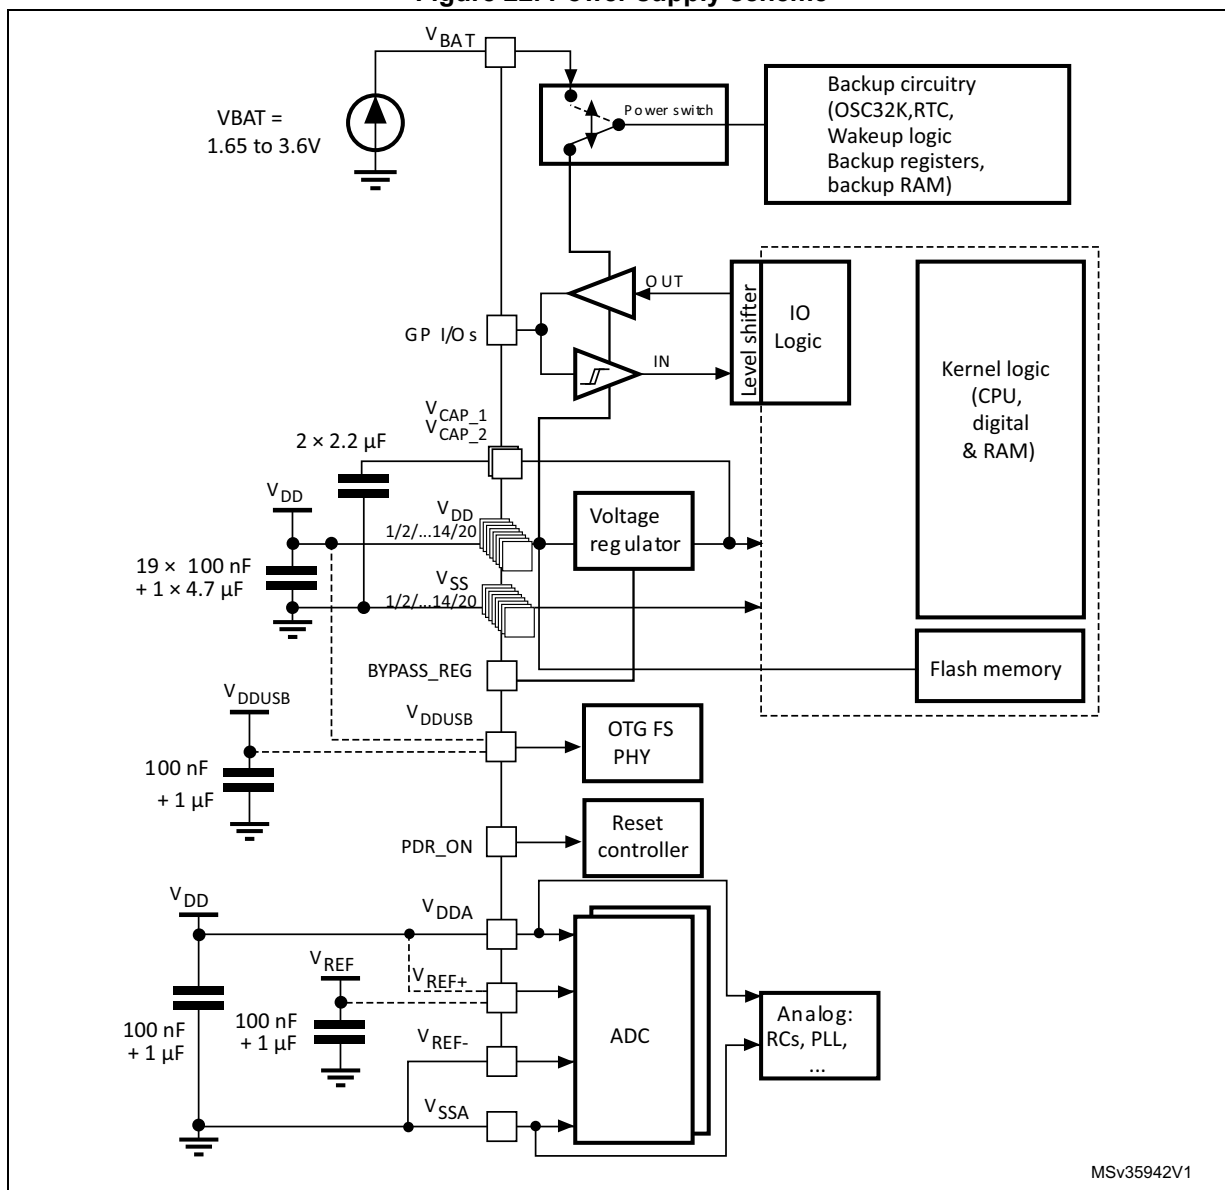 Figure 22. Power supply scheme
VBAT
VBAT =
1.65 to 3.6V
Power switch
Backup circuitry
(OSC32K,RTC,
Wakeup logic
Backup registers,
backup RAM)
OUT
GP I/Os
IN
Level shifter
IO
Logic
Kernel logic
(CPU,
digital
& RAM)
VCAP_1
VCAP_2
2 × 2.2 µF
VDD
VDD
1/2/...14/20
Voltage
regulator
19 × 100 nF
+ 1 × 4.7 µF
VSS
1/2/...14/20
BYPASS_REG
Flash memory
VDDUSB
VDDUSB
OTG FS
PHY
100 nF
+ 1 µF
PDR_ON
Reset
controller
VDD
VDDA
VREF
VREF+
100 nF
+ 1 µF
100 nF
+ 1 µF
VREF-
ADC
Analog:
RCs, PLL,
...
VSSA
MSv35942V1